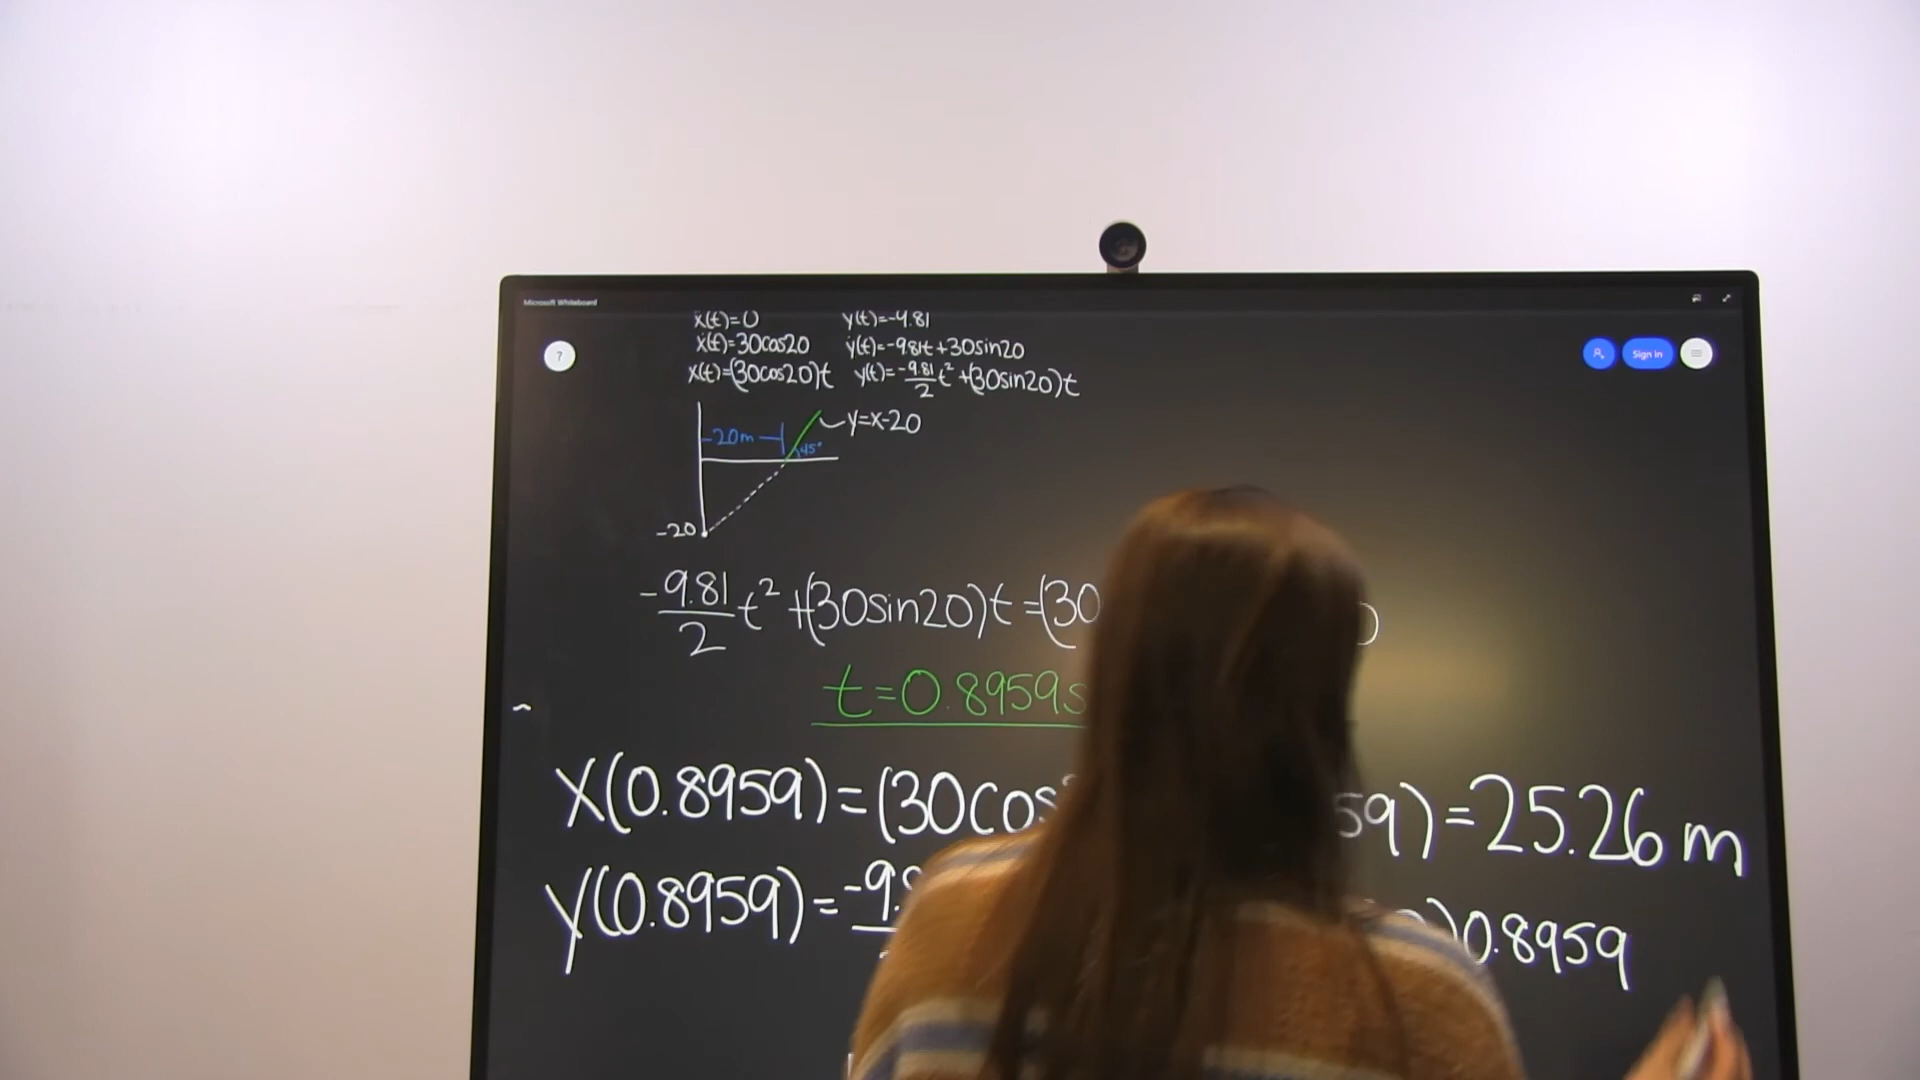 Microsoft Whiteboard
ẍ(t)=0 ÿ(t)=-9.81
ẋ(t)=30cos20 ẏ(t)=-9.81t+30sin20
x(t)=(30cos20)t y(t)=-9.81/2 t²+(30sin20)t
? Sign in
y=x-20
20m 45°
-20
-9.81/2 t²+(30sin20)t=(30
t=0.8959s
x(0.8959)=(30cos 59)=25.26 m
y(0.8959)=-9. )0.8959